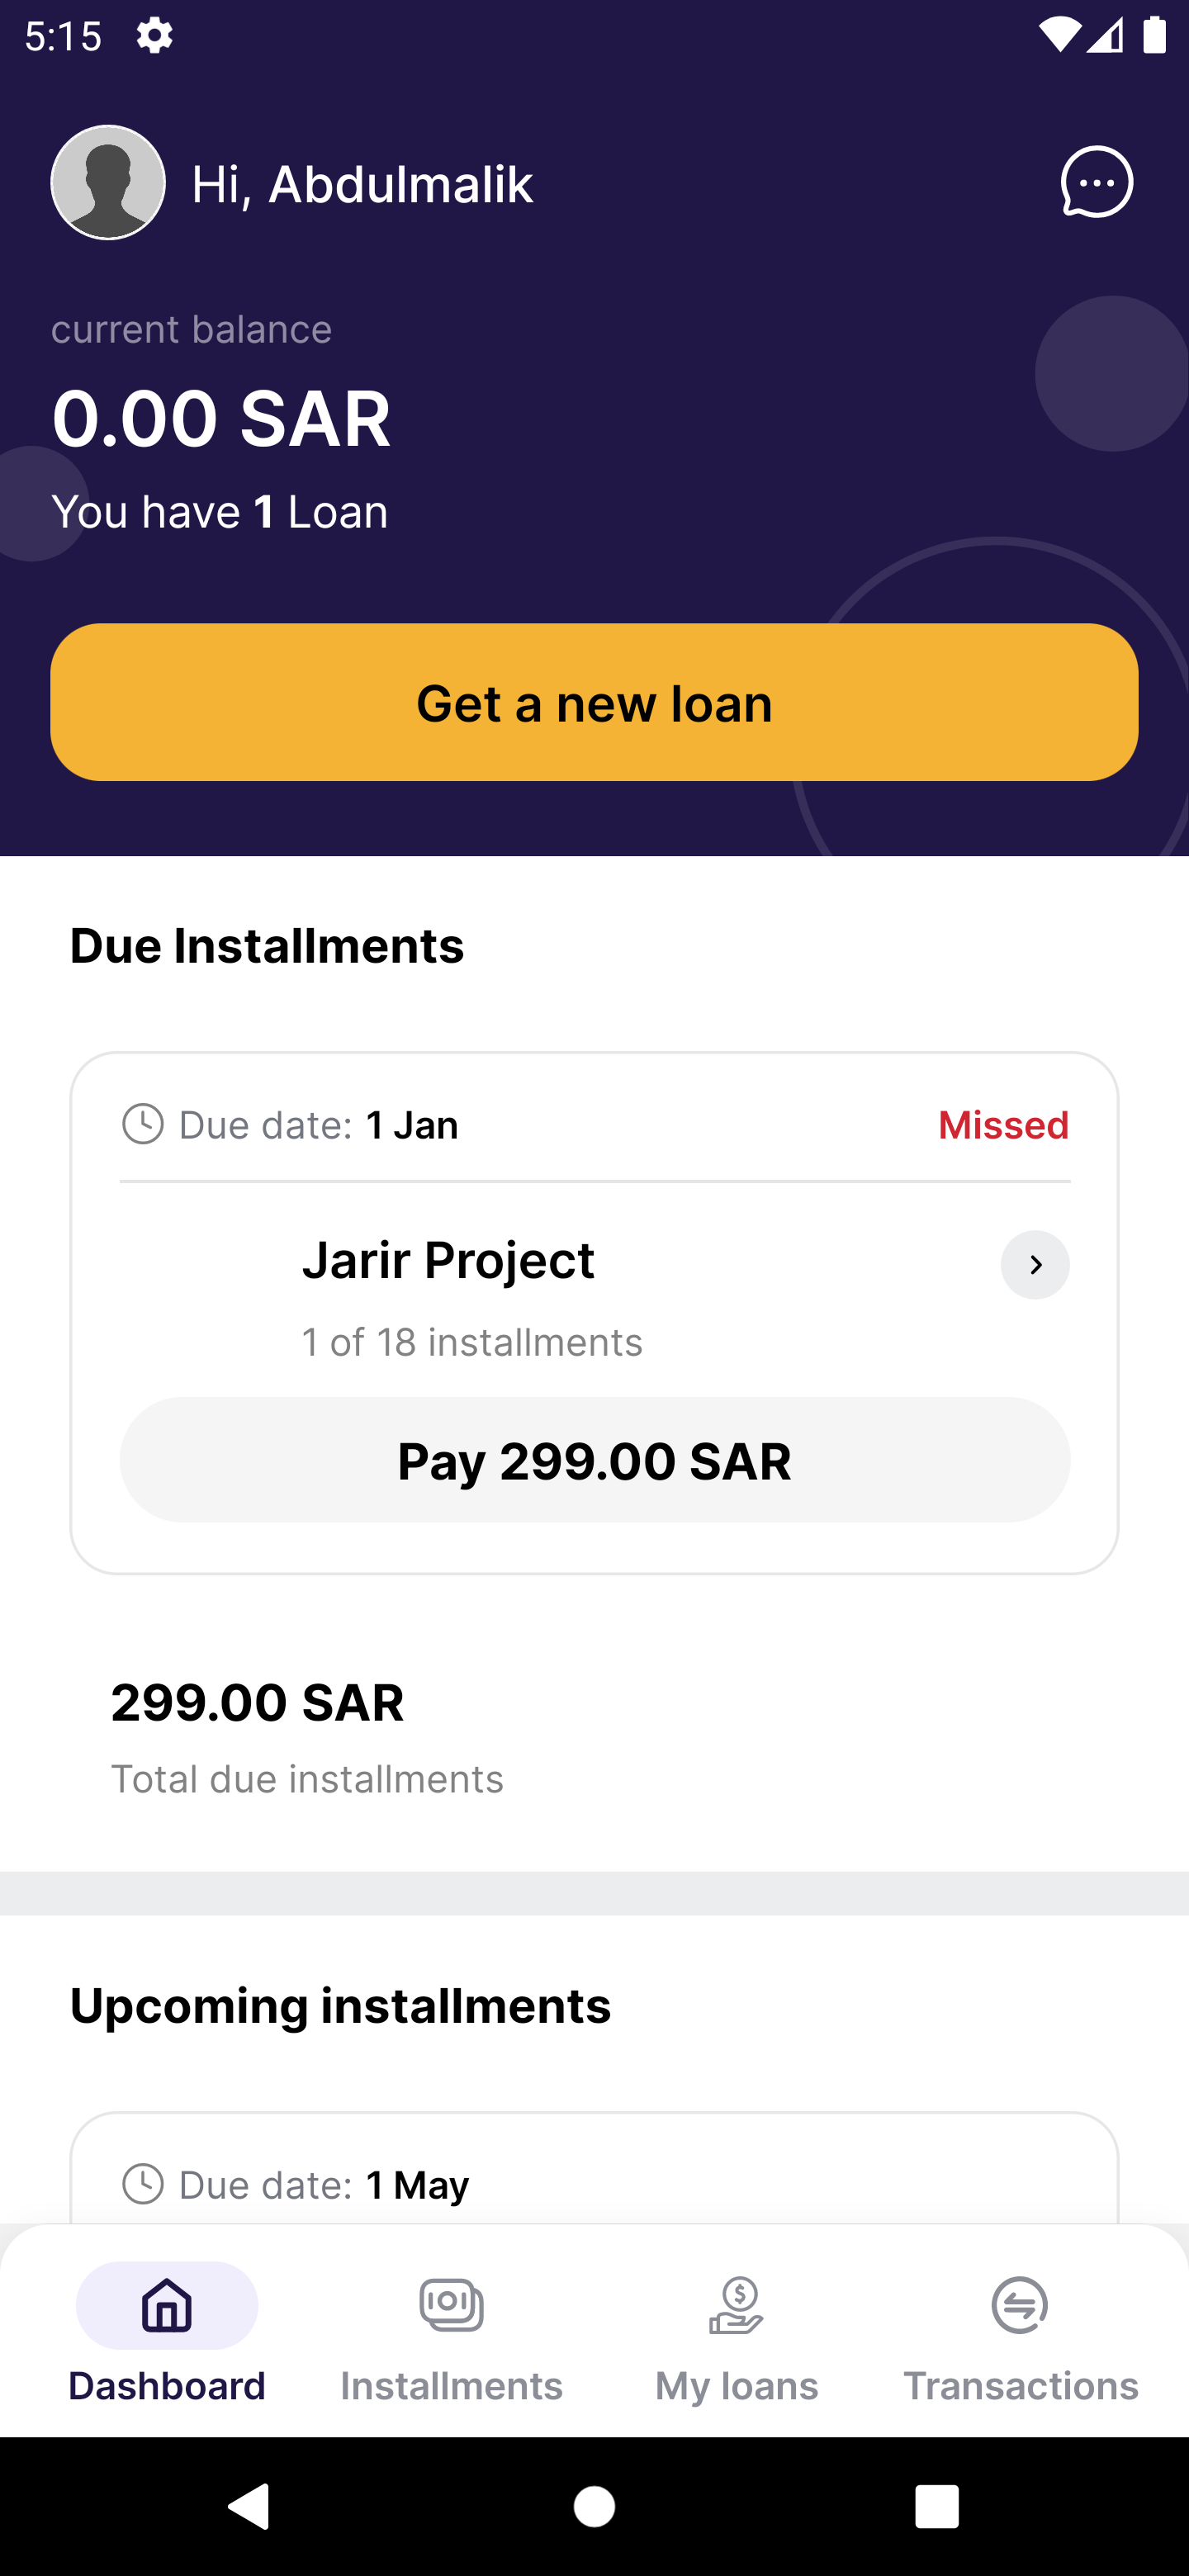 5:15
Hi, Abdulmalik
current balance
0.00 SAR
You have 1 Loan
Get a new loan
Due Installments
Due date: 1 Jan Missed
Jarir Project
1 of 18 installments
Pay 299.00 SAR
299.00 SAR
Total due installments
Upcoming installments
Due date: 1 May
Dashboard Installments My loans Transactions